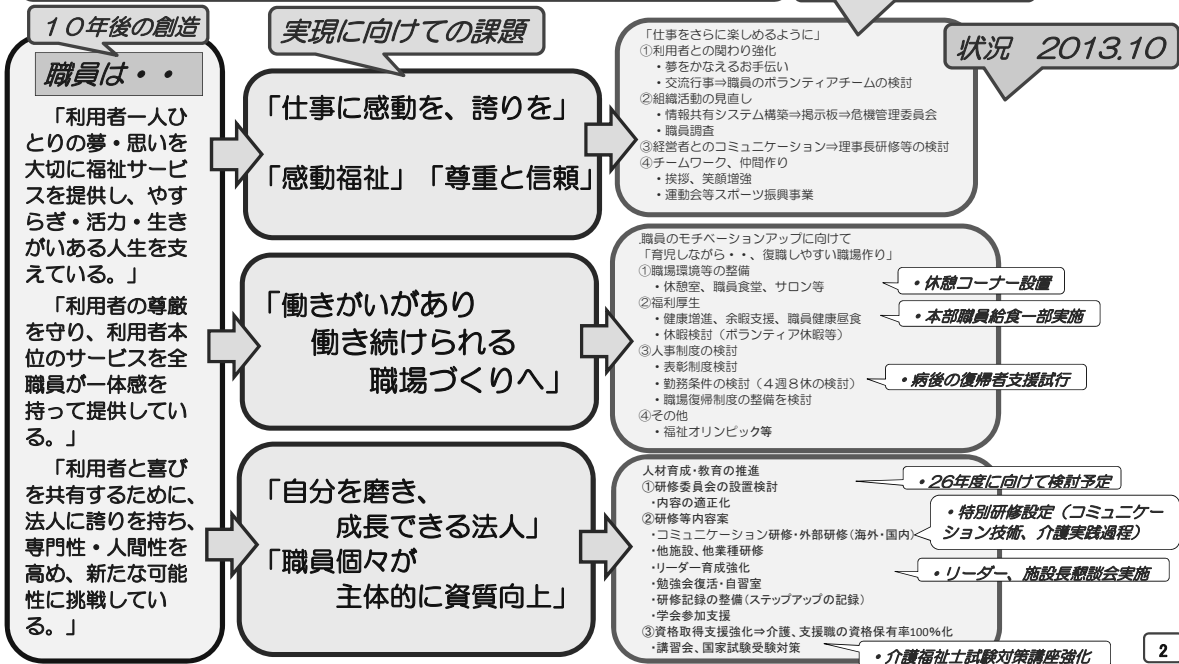 １０年後の創造
実現に向けての課題
状況　2013.10
職員は・・
「利用者一人ひ
とりの夢・思いを
大切に福祉サービ
スを提供し、やす
らぎ・活力・生き
がいある人生を支
えている。」
「利用者の尊厳
を守り、利用者本
位のサービスを全
職員が一体感を
持って提供してい
る。」
「利用者と喜び
を共有するために、
法人に誇りを持ち、
専門性・人間性を
高め、新たな可能
性に挑戦してい
る。」
「仕事に感動を、誇りを」
「感動福祉」「尊重と信頼」
「仕事をさらに楽しめるように」
①利用者との関わり強化
・夢をかなえるお手伝い
・交流行事⇒職員のボランティアチームの検討
②組織活動の見直し
・情報共有システム構築⇒掲示板⇒危機管理委員会
・職員調査
③経営者とのコミュニケーション⇒理事長研修等の検討
④チームワーク、仲間作り
・挨拶、笑顔増強
・運動会等スポーツ振興事業
「働きがいがあり
働き続けられる
職場づくりへ」
職員のモチベーションアップに向けて
「育児しながら・・、復職しやすい職場作り」
①職場環境等の整備
・休憩室、職員食堂、サロン等
②福利厚生
・健康増進、余暇支援、職員健康昼食
・休暇検討（ボランティア休暇等）
③人事制度の検討
・表彰制度検討
・勤務条件の検討（４週８休の検討）
・職場復帰制度の整備を検討
④その他
・福祉オリンピック等
・休憩コーナー設置
・本部職員給食一部実施
・病後の復帰者支援試行
「自分を磨き、
成長できる法人」
「職員個々が
主体的に資質向上」
人材育成・教育の推進
①研修委員会の設置検討
・内容の適正化
②研修等内容案
・コミュニケーション研修・外部研修（海外・国内）
・他施設、他業種研修
・リーダー育成強化
・勉強会復活・自習室
・研修記録の整備（ステップアップの記録）
・学会参加支援
③資格取得支援強化⇒介護、支援職の資格保有率100％化
・講習会、国家試験受験対策
・26年度に向けて検討予定
・特別研修設定（コミュニケー
ション技術、介護実践過程）
・リーダー、施設長懇談会実施
・介護福祉士試験対策講座強化
2